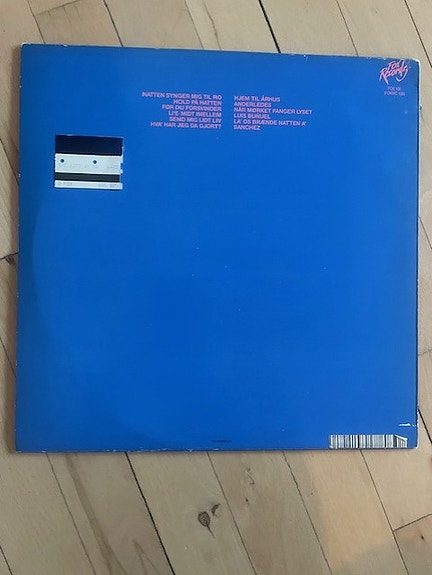 Fox
Records
NATTEN SYNGER MIG TIL RO
HOLD PÅ HATTEN
FØR DU FORSVINDER
LI'E MIDT IMELLEM
SEND MIG LIDT LIV
HVA' HAR JEG DA GJORT?
HJEM TIL ÅRHUS
ANDERLEDES
NÅR MØRKET FANGER LYSET
LUIS BUÑUEL
LA' OS BRÆNDE NATTEN A'
SANCHEZ